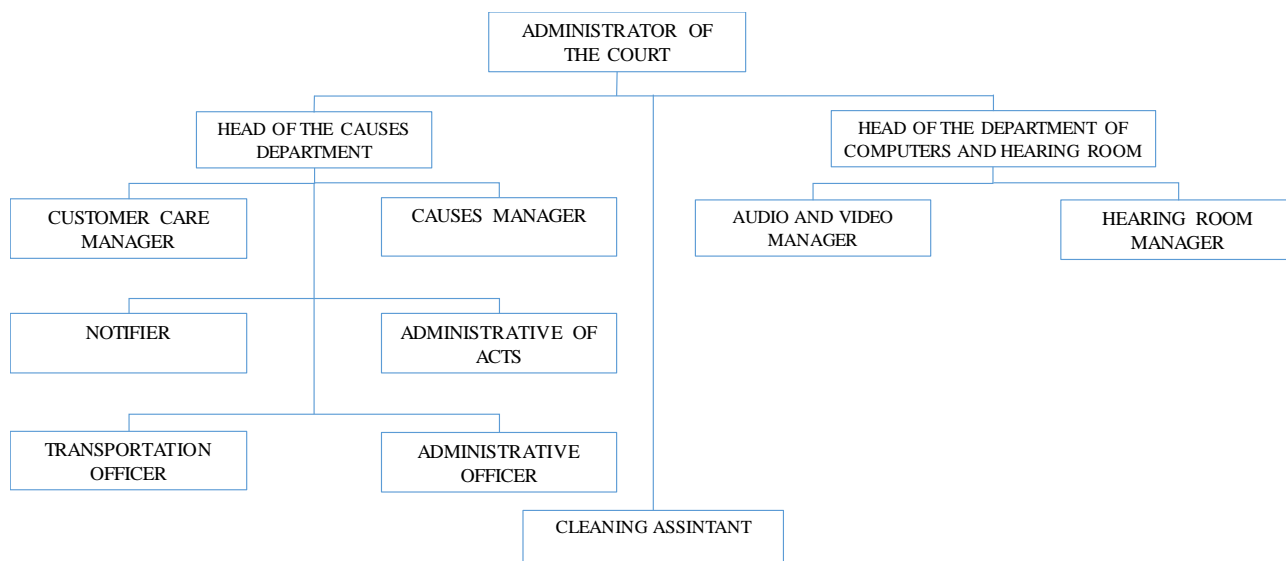 ADMINISTRATOR OF
THE COURT
HEAD OF THE CAUSES
DEPARTMENT
HEAD OF THE DEPARTMENT OF
COMPUTERS AND HEARING ROOM
CUSTOMER CARE
MANAGER
CAUSES MANAGER
AUDIO AND VIDEO
MANAGER
HEARING ROOM
MANAGER
NOTIFIER
ADMINISTRATIVE OF
ACTS
TRANSPORTATION
OFFICER
ADMINISTRATIVE
OFFICER
CLEANING ASSINTANT